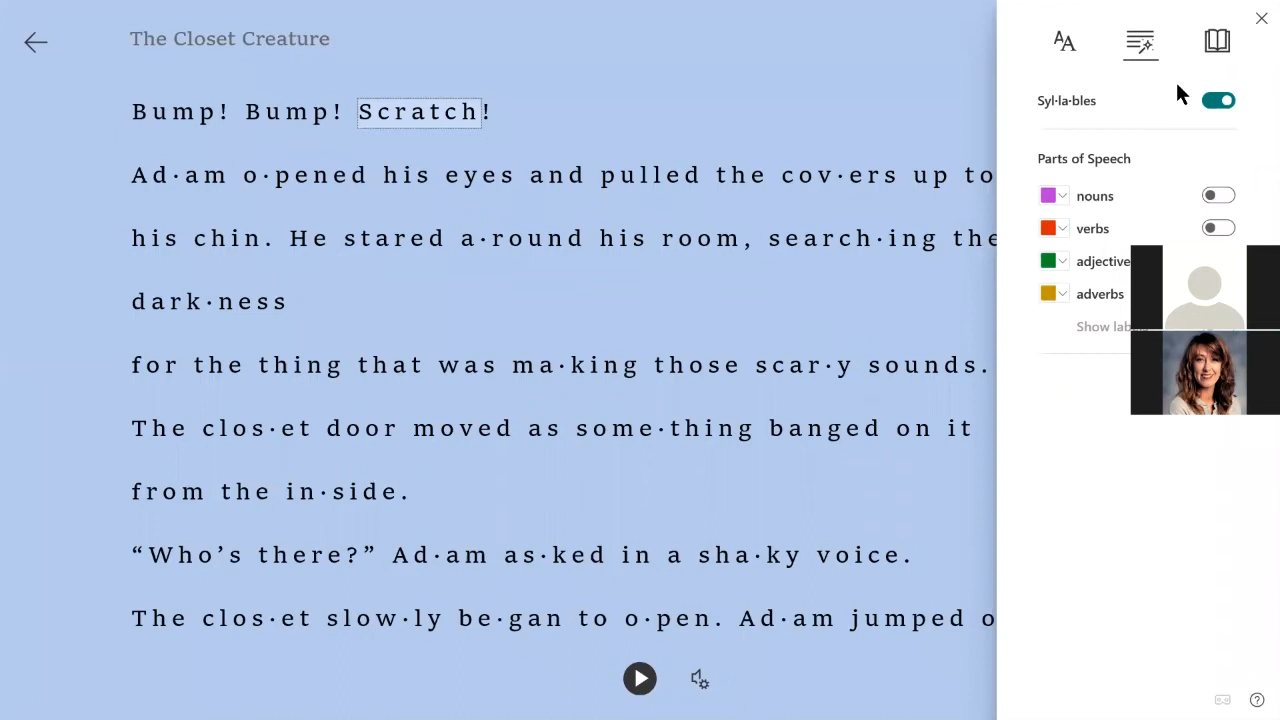 The Closet Creature
Bump! Bump! Scratch!
Ad·am o·pened his eyes and pulled the cov·ers up to
his chin. He stared a·round his room, search·ing the
dark·ness
for the thing that was ma·king those scar·y sounds.
The clos·et door moved as some·thing banged on it
from the in·side.
“Who’s there?” Ad·am as·ked in a sha·ky voice.
The clos·et slow·ly be·gan to o·pen. Ad·am jumped
AA
Syl·la·bles
Parts of Speech
nouns
verbs
adjective
adverbs
Show